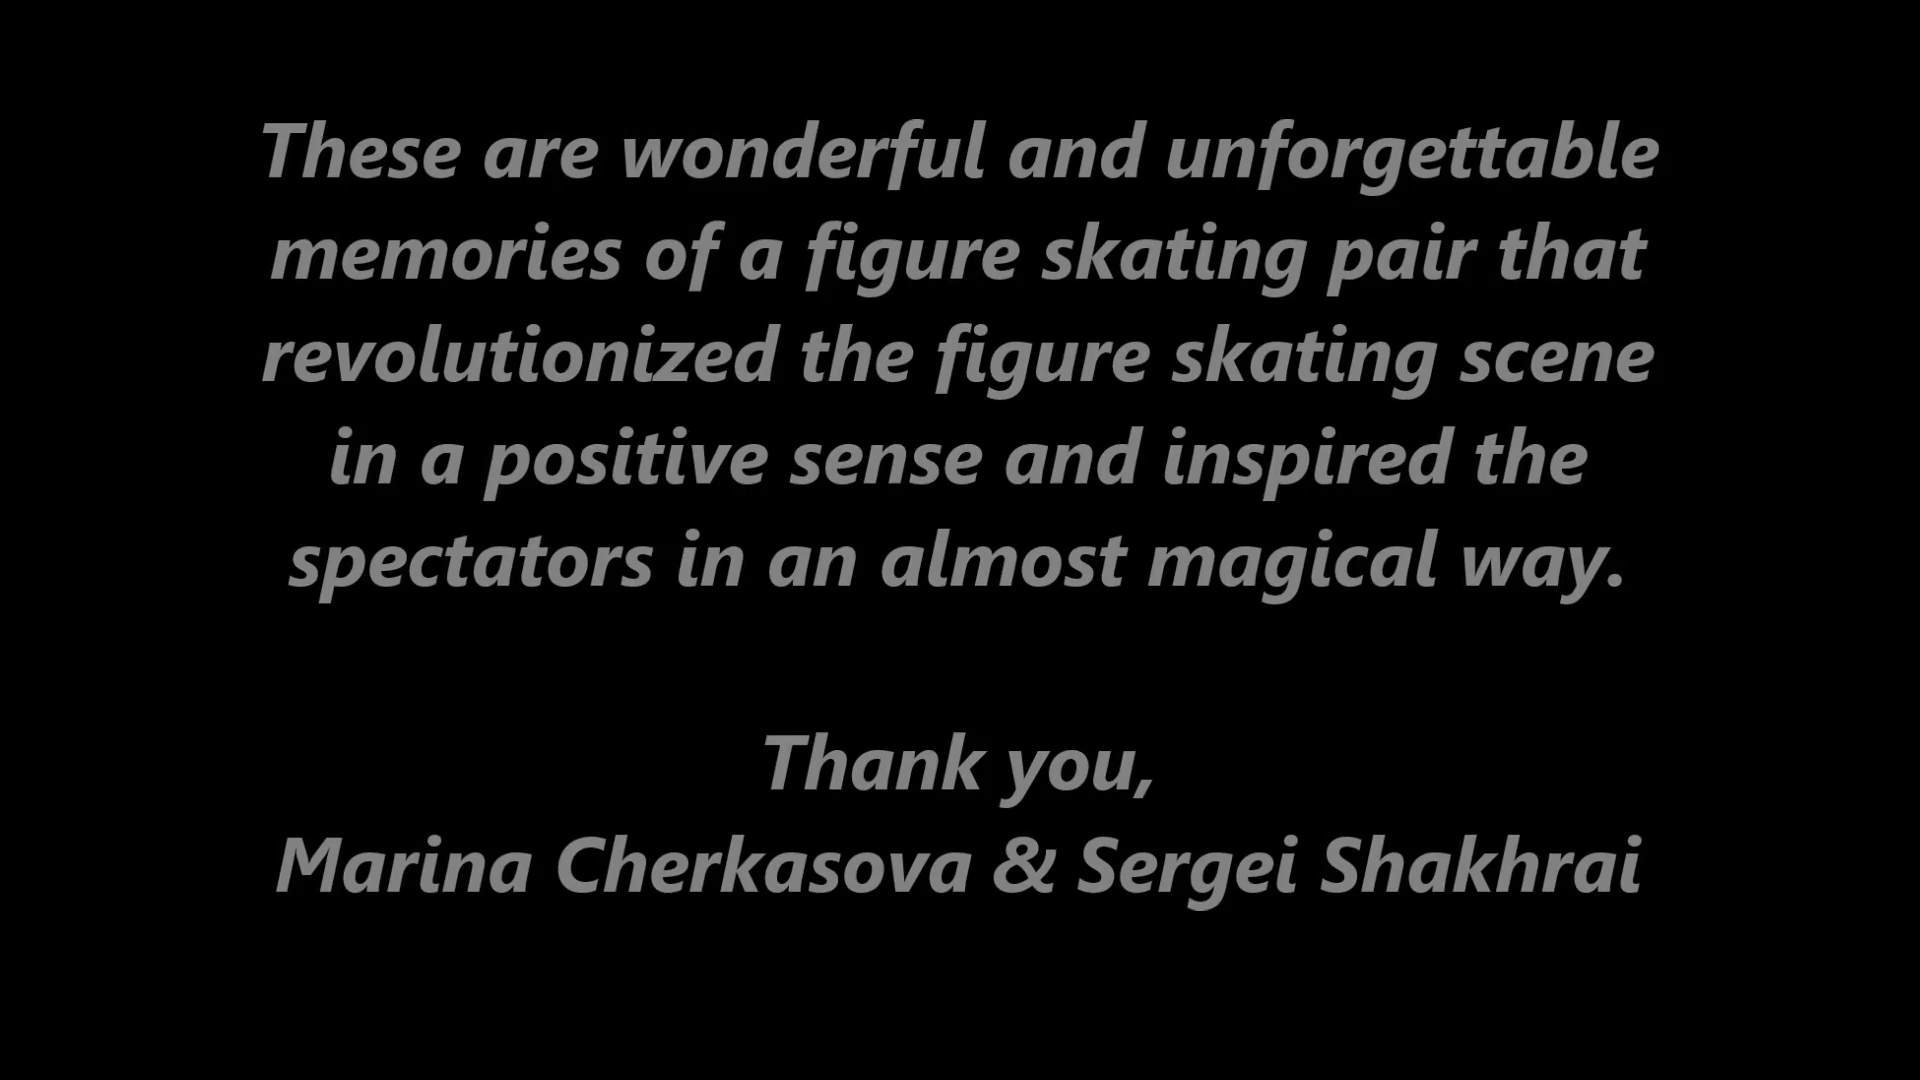 These are wonderful and unforgettable
memories of a figure skating pair that
revolutionized the figure skating scene
in a positive sense and inspired the
spectators in an almost magical way.
Thank you,
Marina Cherkasova & Sergei Shakhrai